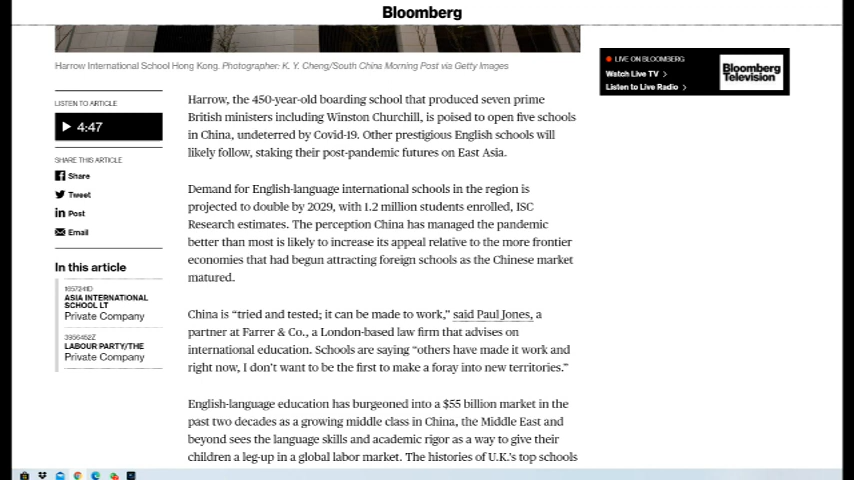 Bloomberg
Harrow International School Hong Kong. Photographer: K. Y. Cheng/South China Morning Post via Getty Images
LIVE ON BLOOMBERG
Watch Live TV >
Listen to Live Radio >
Bloomberg
Television
LISTEN TO ARTICLE
4:47
SHARE THIS ARTICLE
Share
Tweet
in Post
Email
In this article
1657241D
ASIA INTERNATIONAL
SCHOOL LT
Private Company
3956452Z
LABOUR PARTY/THE
Private Company
Harrow, the 450-year-old boarding school that produced seven prime
British ministers including Winston Churchill, is poised to open five schools
in China, undeterred by Covid-19. Other prestigious English schools will
likely follow, staking their post-pandemic futures on East Asia.
Demand for English-language international schools in the region is
projected to double by 2029, with 1.2 million students enrolled, ISC
Research estimates. The perception China has managed the pandemic
better than most is likely to increase its appeal relative to the more frontier
economies that had begun attracting foreign schools as the Chinese market
matured.
China is “tried and tested; it can be made to work,” said Paul Jones, a
partner at Farrer & Co., a London-based law firm that advises on
international education. Schools are saying “others have made it work and
right now, I don’t want to be the first to make a foray into new territories.”
English-language education has burgeoned into a $55 billion market in the
past two decades as a growing middle class in China, the Middle East and
beyond sees the language skills and academic rigor as a way to give their
children a leg-up in a global labor market. The histories of U.K.’s top schools